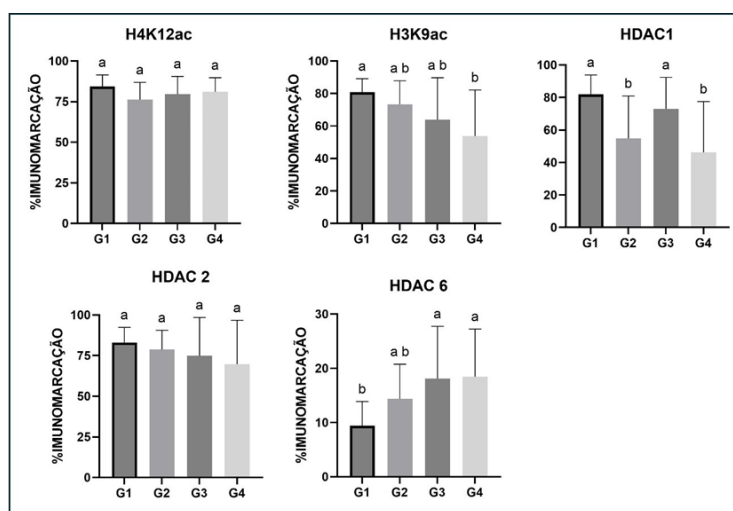 H4K12ac
%IMUNOMARCAÇÃO
100
75
50
25
0
a
a
a
a
G1
G2
G3
G4
H3K9ac
%IMUNOMARCAÇÃO
100
80
60
40
20
0
a
a b
a b
b
G1
G2
G3
G4
HDAC1
%IMUNOMARCAÇÃO
100
80
60
40
20
0
a
b
a
b
G1
G2
G3
G4
HDAC 2
%IMUNOMARCAÇÃO
100
75
50
25
0
a
a
a
a
G1
G2
G3
G4
HDAC 6
%IMUNOMARCAÇÃO
30
20
10
0
b
a b
a
a
G1
G2
G3
G4